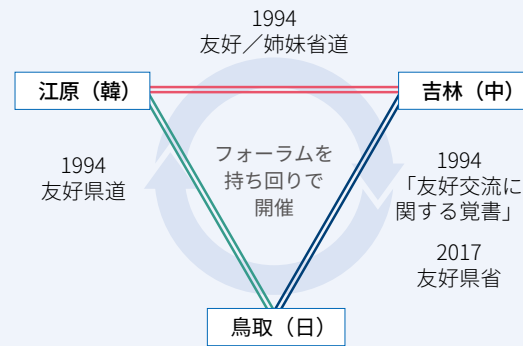 1994
友好／姉妹省道
江原（韓）
吉林（中）
1994
友好県道
フォーラムを
持ち回りで
開催
1994
「友好交流に
関する覚書」
2017
友好県省
鳥取（日）